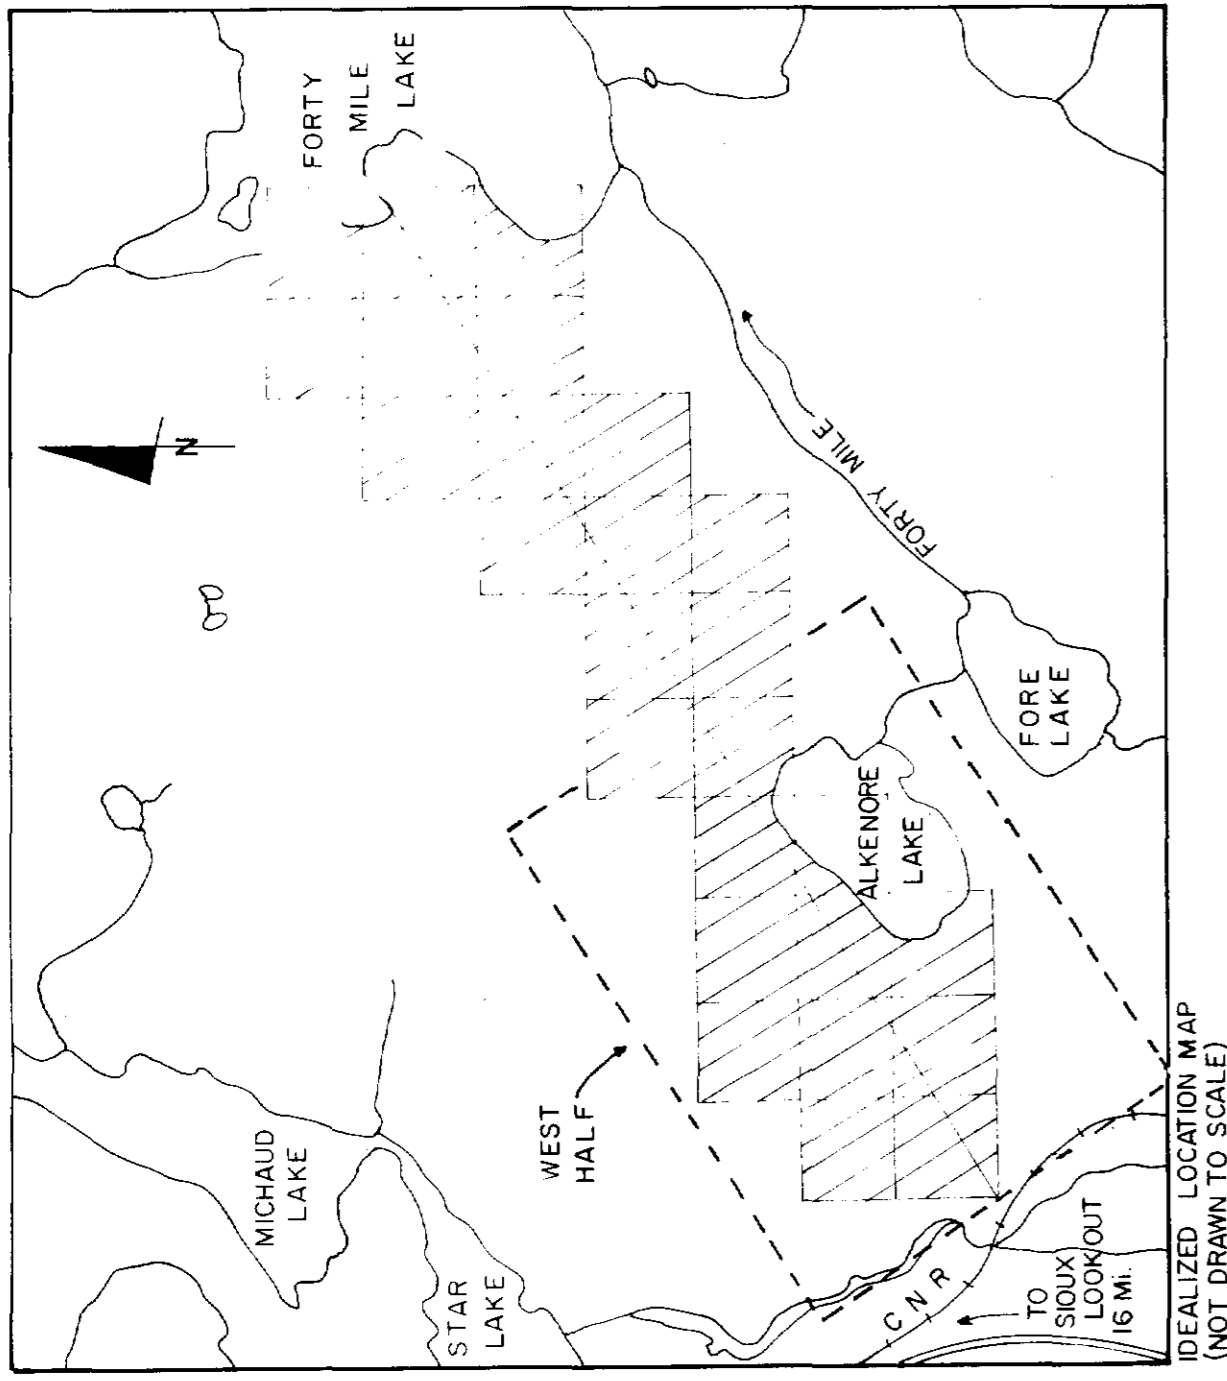 FORTY
MILE
LAKE
N
FORTY MILE
MICHAUD
LAKE
STAR
LAKE
WEST
HALF
ALKENORE
LAKE
FORE
LAKE
CNR
TO
SIOUX
LOOKOUT
16 Mi.
IDEALIZED LOCATION MAP
(NOT DRAWN TO SCALE)